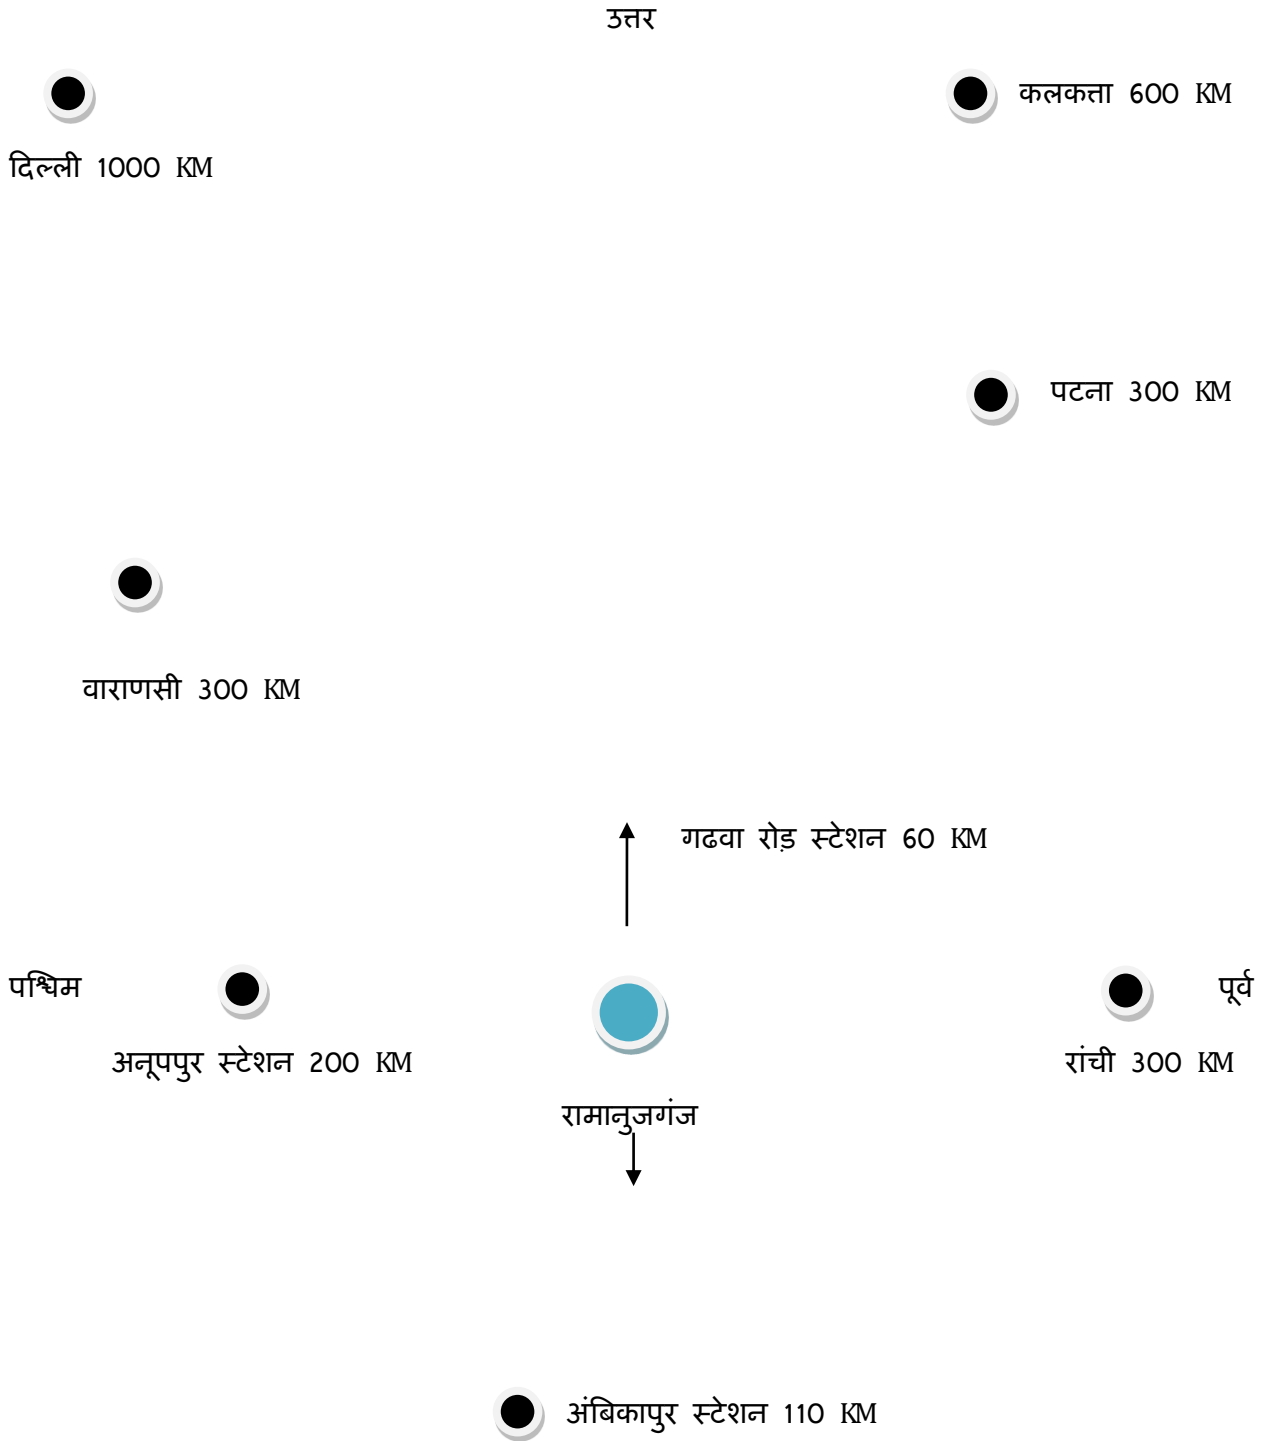 उत्तर
कलकत्ता 600 KM
दिल्ली 1000 KM
पटना 300 KM
वाराणसी 300 KM
गढवा रोड़ स्टेशन 60 KM
पश्चिम
पूर्व
अनूपपुर स्टेशन 200 KM
रांची 300 KM
रामानुजगंज
अंबिकापुर स्टेशन 110 KM